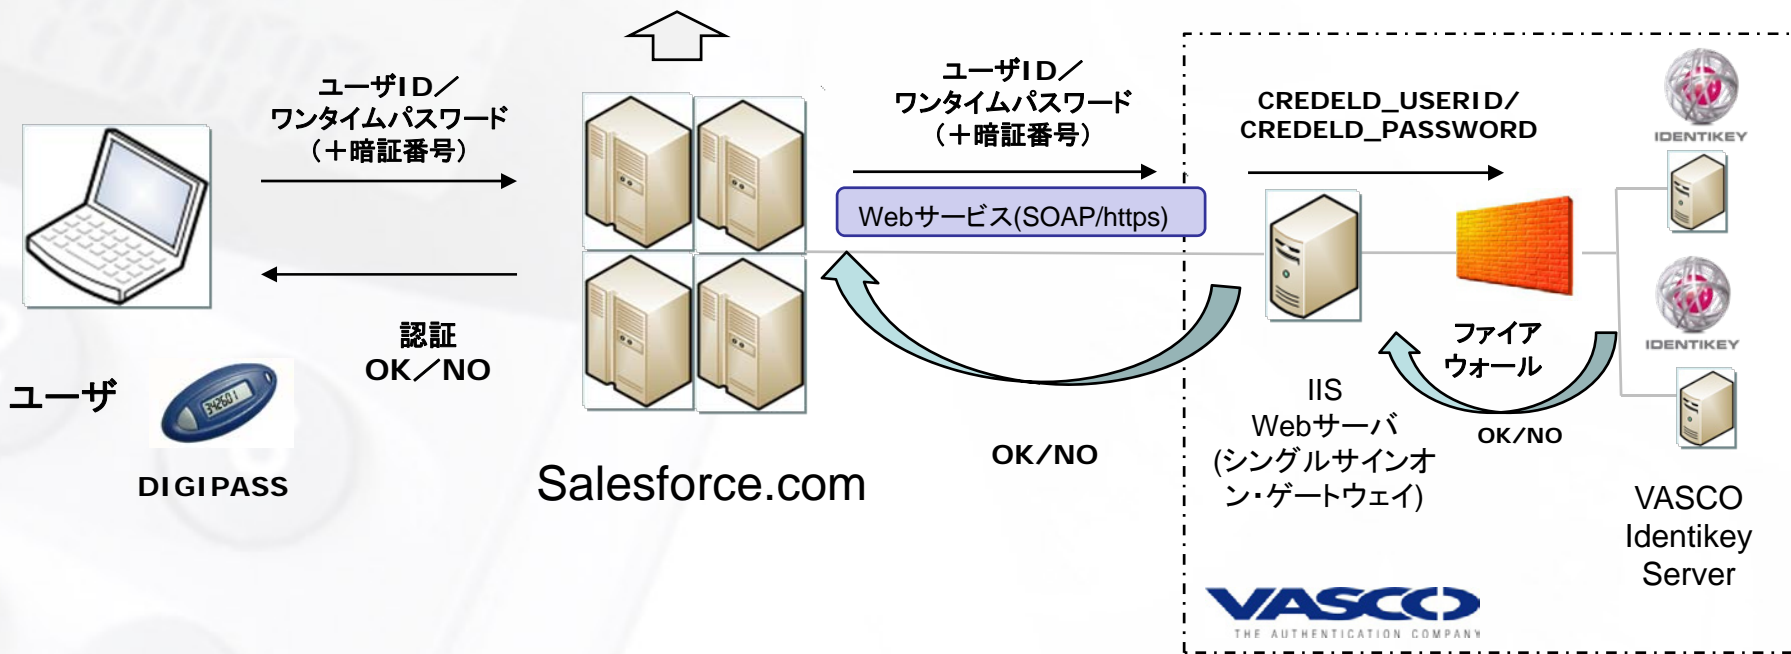 ユーザID／
ワンタイムパスワード
（＋暗証番号）
認証
OK／NO
ユーザ
342601
DIGIPASS
Salesforce.com
ユーザID／
ワンタイムパスワード
（＋暗証番号）
Webサービス(SOAP/https)
OK/NO
CREDELD_USERID/
CREDELD_PASSWORD
IIS
Webサーバ
(シングルサインオ
ン・ゲートウェイ)
ファイア
ウォール
OK/NO
IDENTIKEY
IDENTIKEY
VASCO
Identikey
Server
VASCO
THE AUTHENTICATION COMPANY